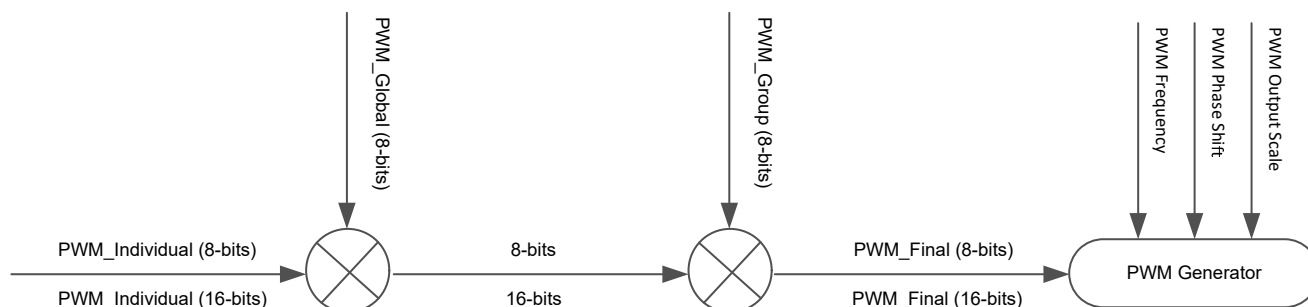 PWM_Global (8-bits)
PWM_Group (8-bits)
PWM Frequency
PWM Phase Shift
PWM Output Scale
PWM_Individual (8-bits)
8-bits
PWM_Final (8-bits)
PWM Generator
PWM_Individual (16-bits)
16-bits
PWM_Final (16-bits)